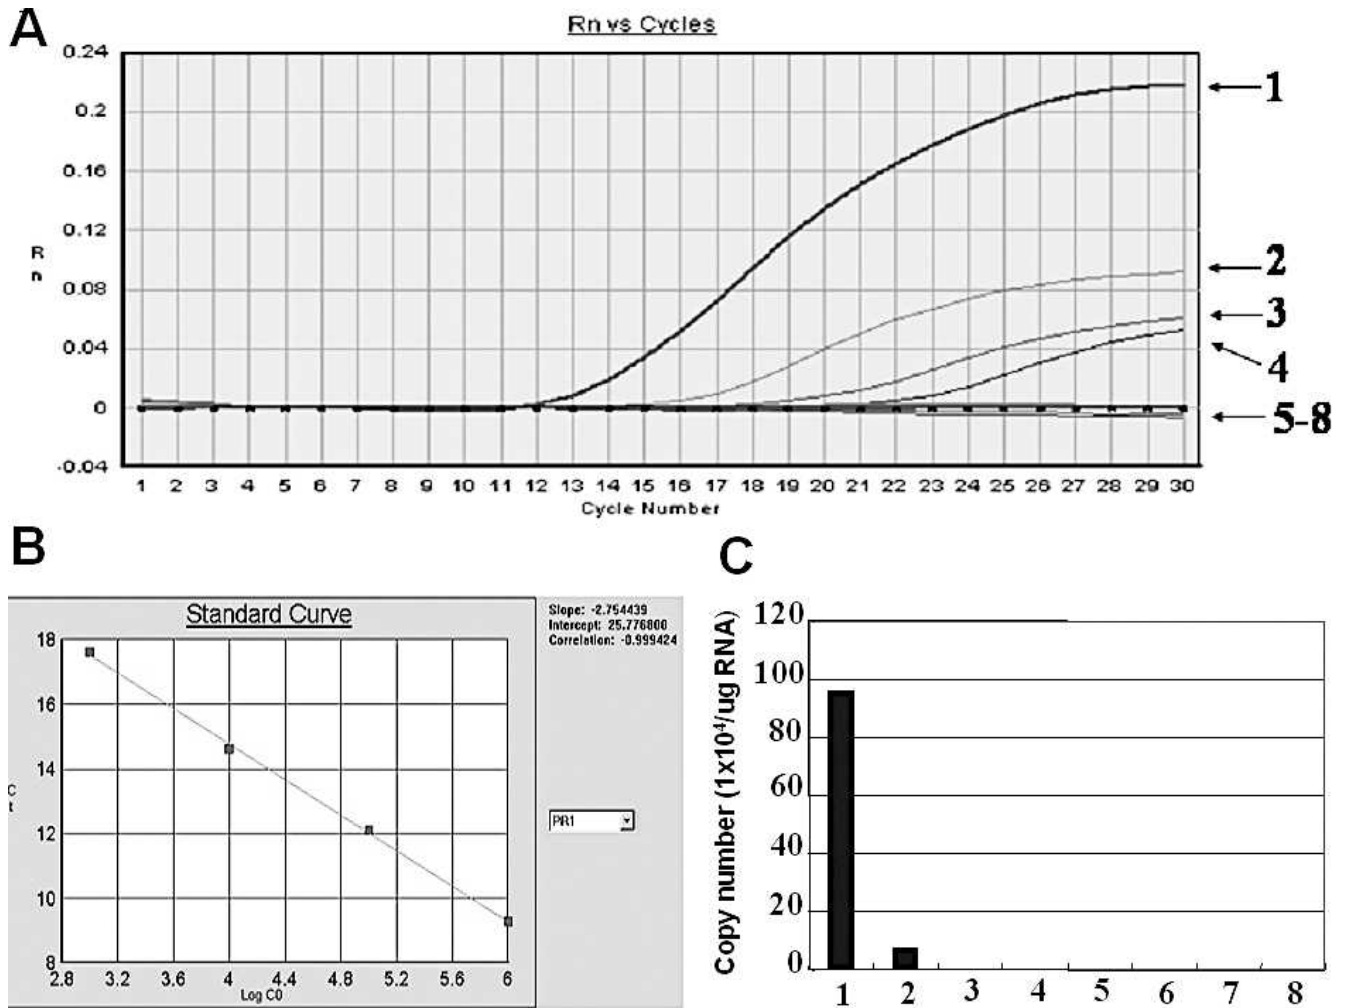 A
Rn vs Cycles
0.24
0.2
0.16
0.12
0.08
0.04
0
-0.04
R
n
1
2
3
4
5-8
1 2 3 4 5 6 7 8 9 10 11 12 13 14 15 16 17 18 19 20 21 22 23 24 25 26 27 28 29 30
Cycle Number
B
Standard Curve
18
16
14
12
10
8
2.8 3.2 3.6 4 4.4 4.8 5.2 5.6 6
Log C0
Slope: -2.754439
Intercept: 25.776800
Correlation: -0.999424
PR1
C
Copy number (1x10⁴/ug RNA)
120
100
80
60
40
20
0
1 2 3 4 5 6 7 8